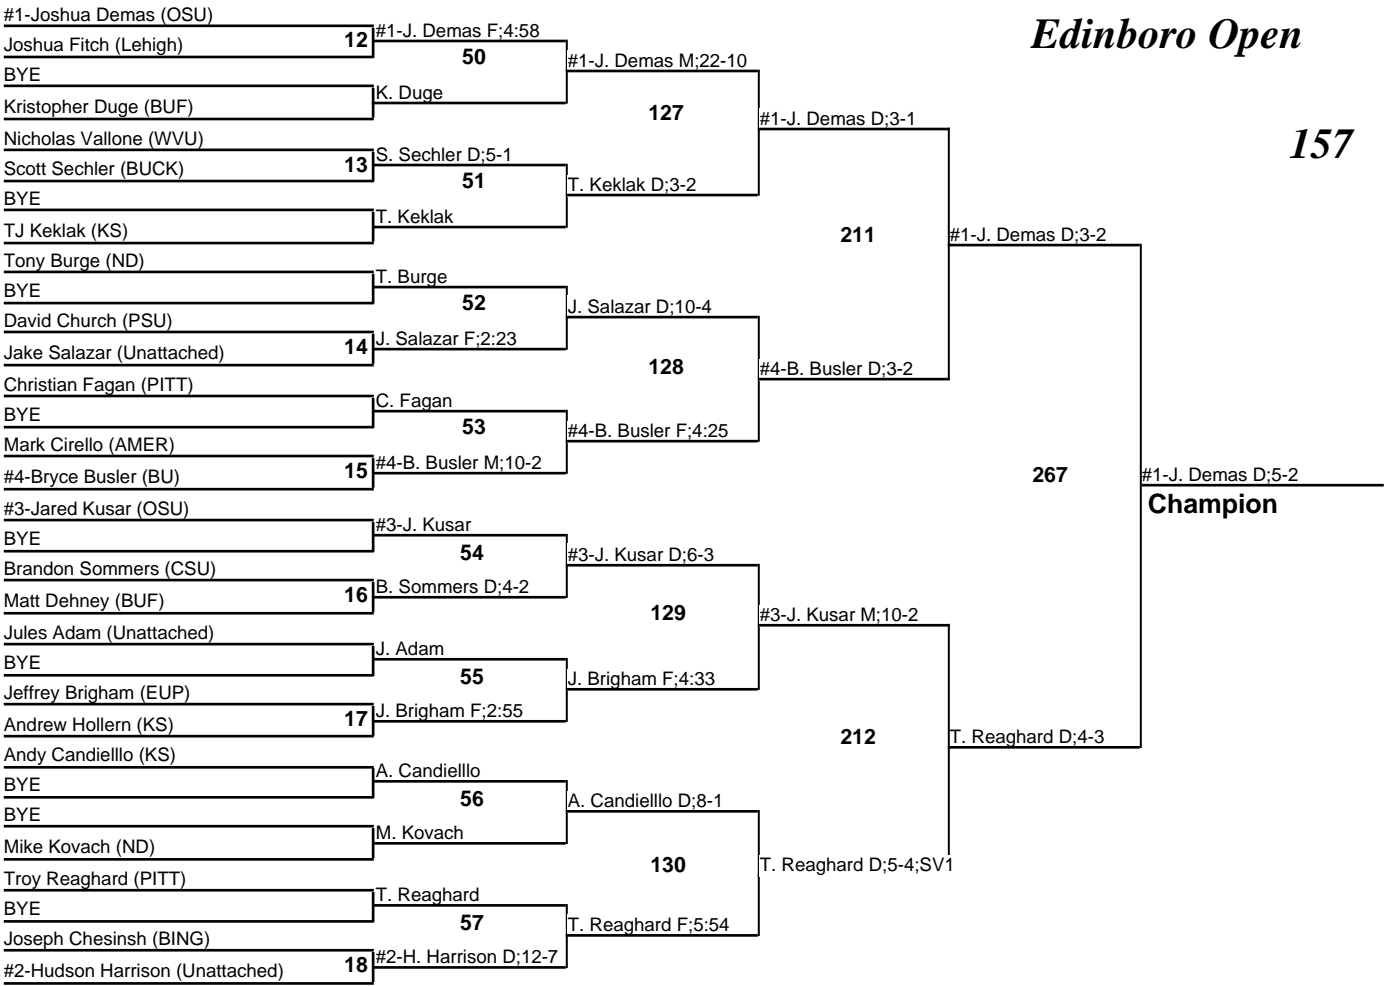 Edinboro Open
157
#1-Joshua Demas (OSU)
Joshua Fitch (Lehigh)
BYE
Kristopher Duge (BUF)
Nicholas Vallone (WVU)
Scott Sechler (BUCK)
BYE
TJ Keklak (KS)
Tony Burge (ND)
BYE
David Church (PSU)
Jake Salazar (Unattached)
Christian Fagan (PITT)
BYE
Mark Cirello (AMER)
#4-Bryce Busler (BU)
#3-Jared Kusar (OSU)
BYE
Brandon Sommers (CSU)
Matt Dehney (BUF)
Jules Adam (Unattached)
BYE
Jeffrey Brigham (EUP)
Andrew Hollern (KS)
Andy Candielllo (KS)
BYE
BYE
Mike Kovach (ND)
Troy Reaghard (PITT)
BYE
Joseph Chesinsh (BING)
#2-Hudson Harrison (Unattached)
12
13
14
15
16
17
18
#1-J. Demas F;4:58
K. Duge
S. Sechler D;5-1
T. Keklak
T. Burge
J. Salazar F;2:23
C. Fagan
#4-B. Busler M;10-2
#3-J. Kusar
B. Sommers D;4-2
J. Adam
J. Brigham F;2:55
A. Candielllo
M. Kovach
T. Reaghard
#2-H. Harrison D;12-7
50
51
52
53
54
55
56
57
#1-J. Demas M;22-10
T. Keklak D;3-2
J. Salazar D;10-4
#4-B. Busler F;4:25
#3-J. Kusar D;6-3
J. Brigham F;4:33
A. Candielllo D;8-1
T. Reaghard F;5:54
127
128
129
130
#1-J. Demas D;3-1
#4-B. Busler D;3-2
#3-J. Kusar M;10-2
T. Reaghard D;5-4;SV1
211
212
#1-J. Demas D;3-2
T. Reaghard D;4-3
267
#1-J. Demas D;5-2
Champion